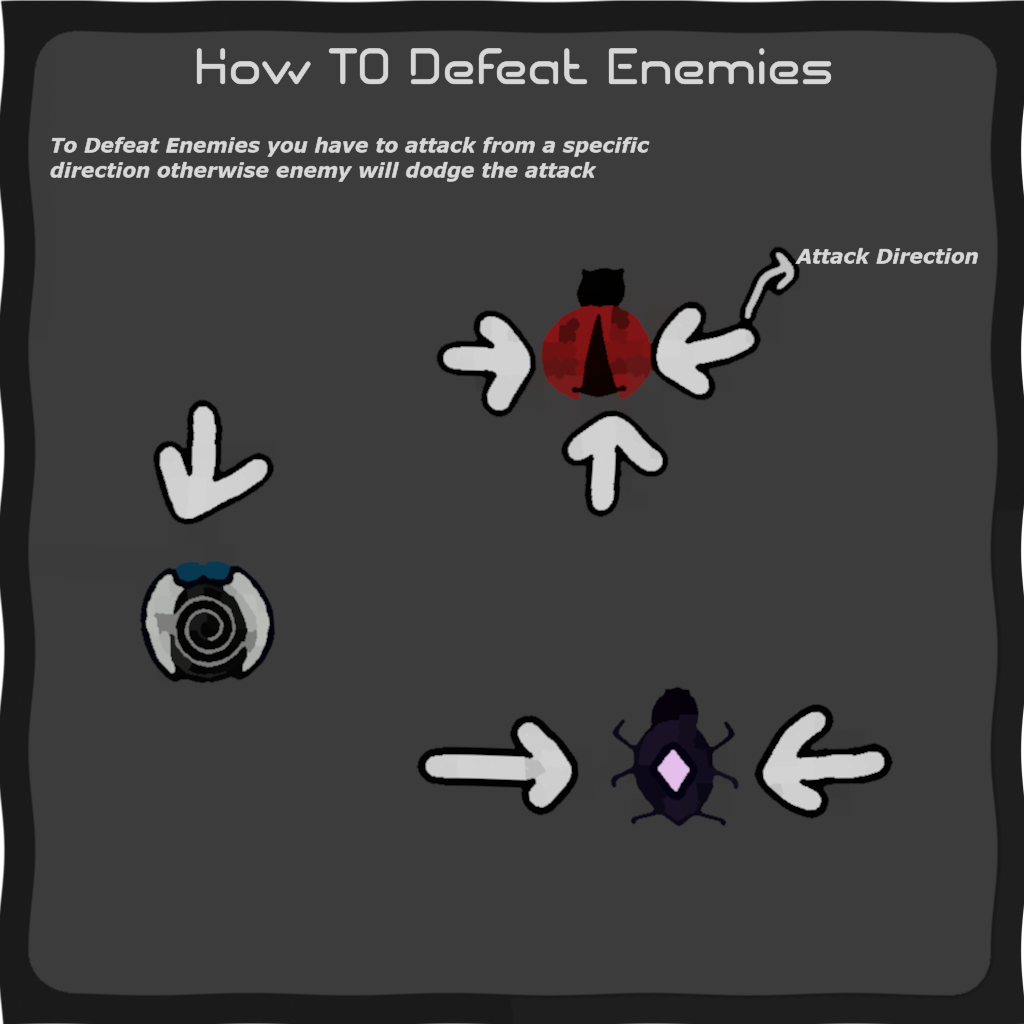 How TO Defeat Enemies
To Defeat Enemies you have to attack from a specific
direction otherwise enemy will dodge the attack
Attack Direction